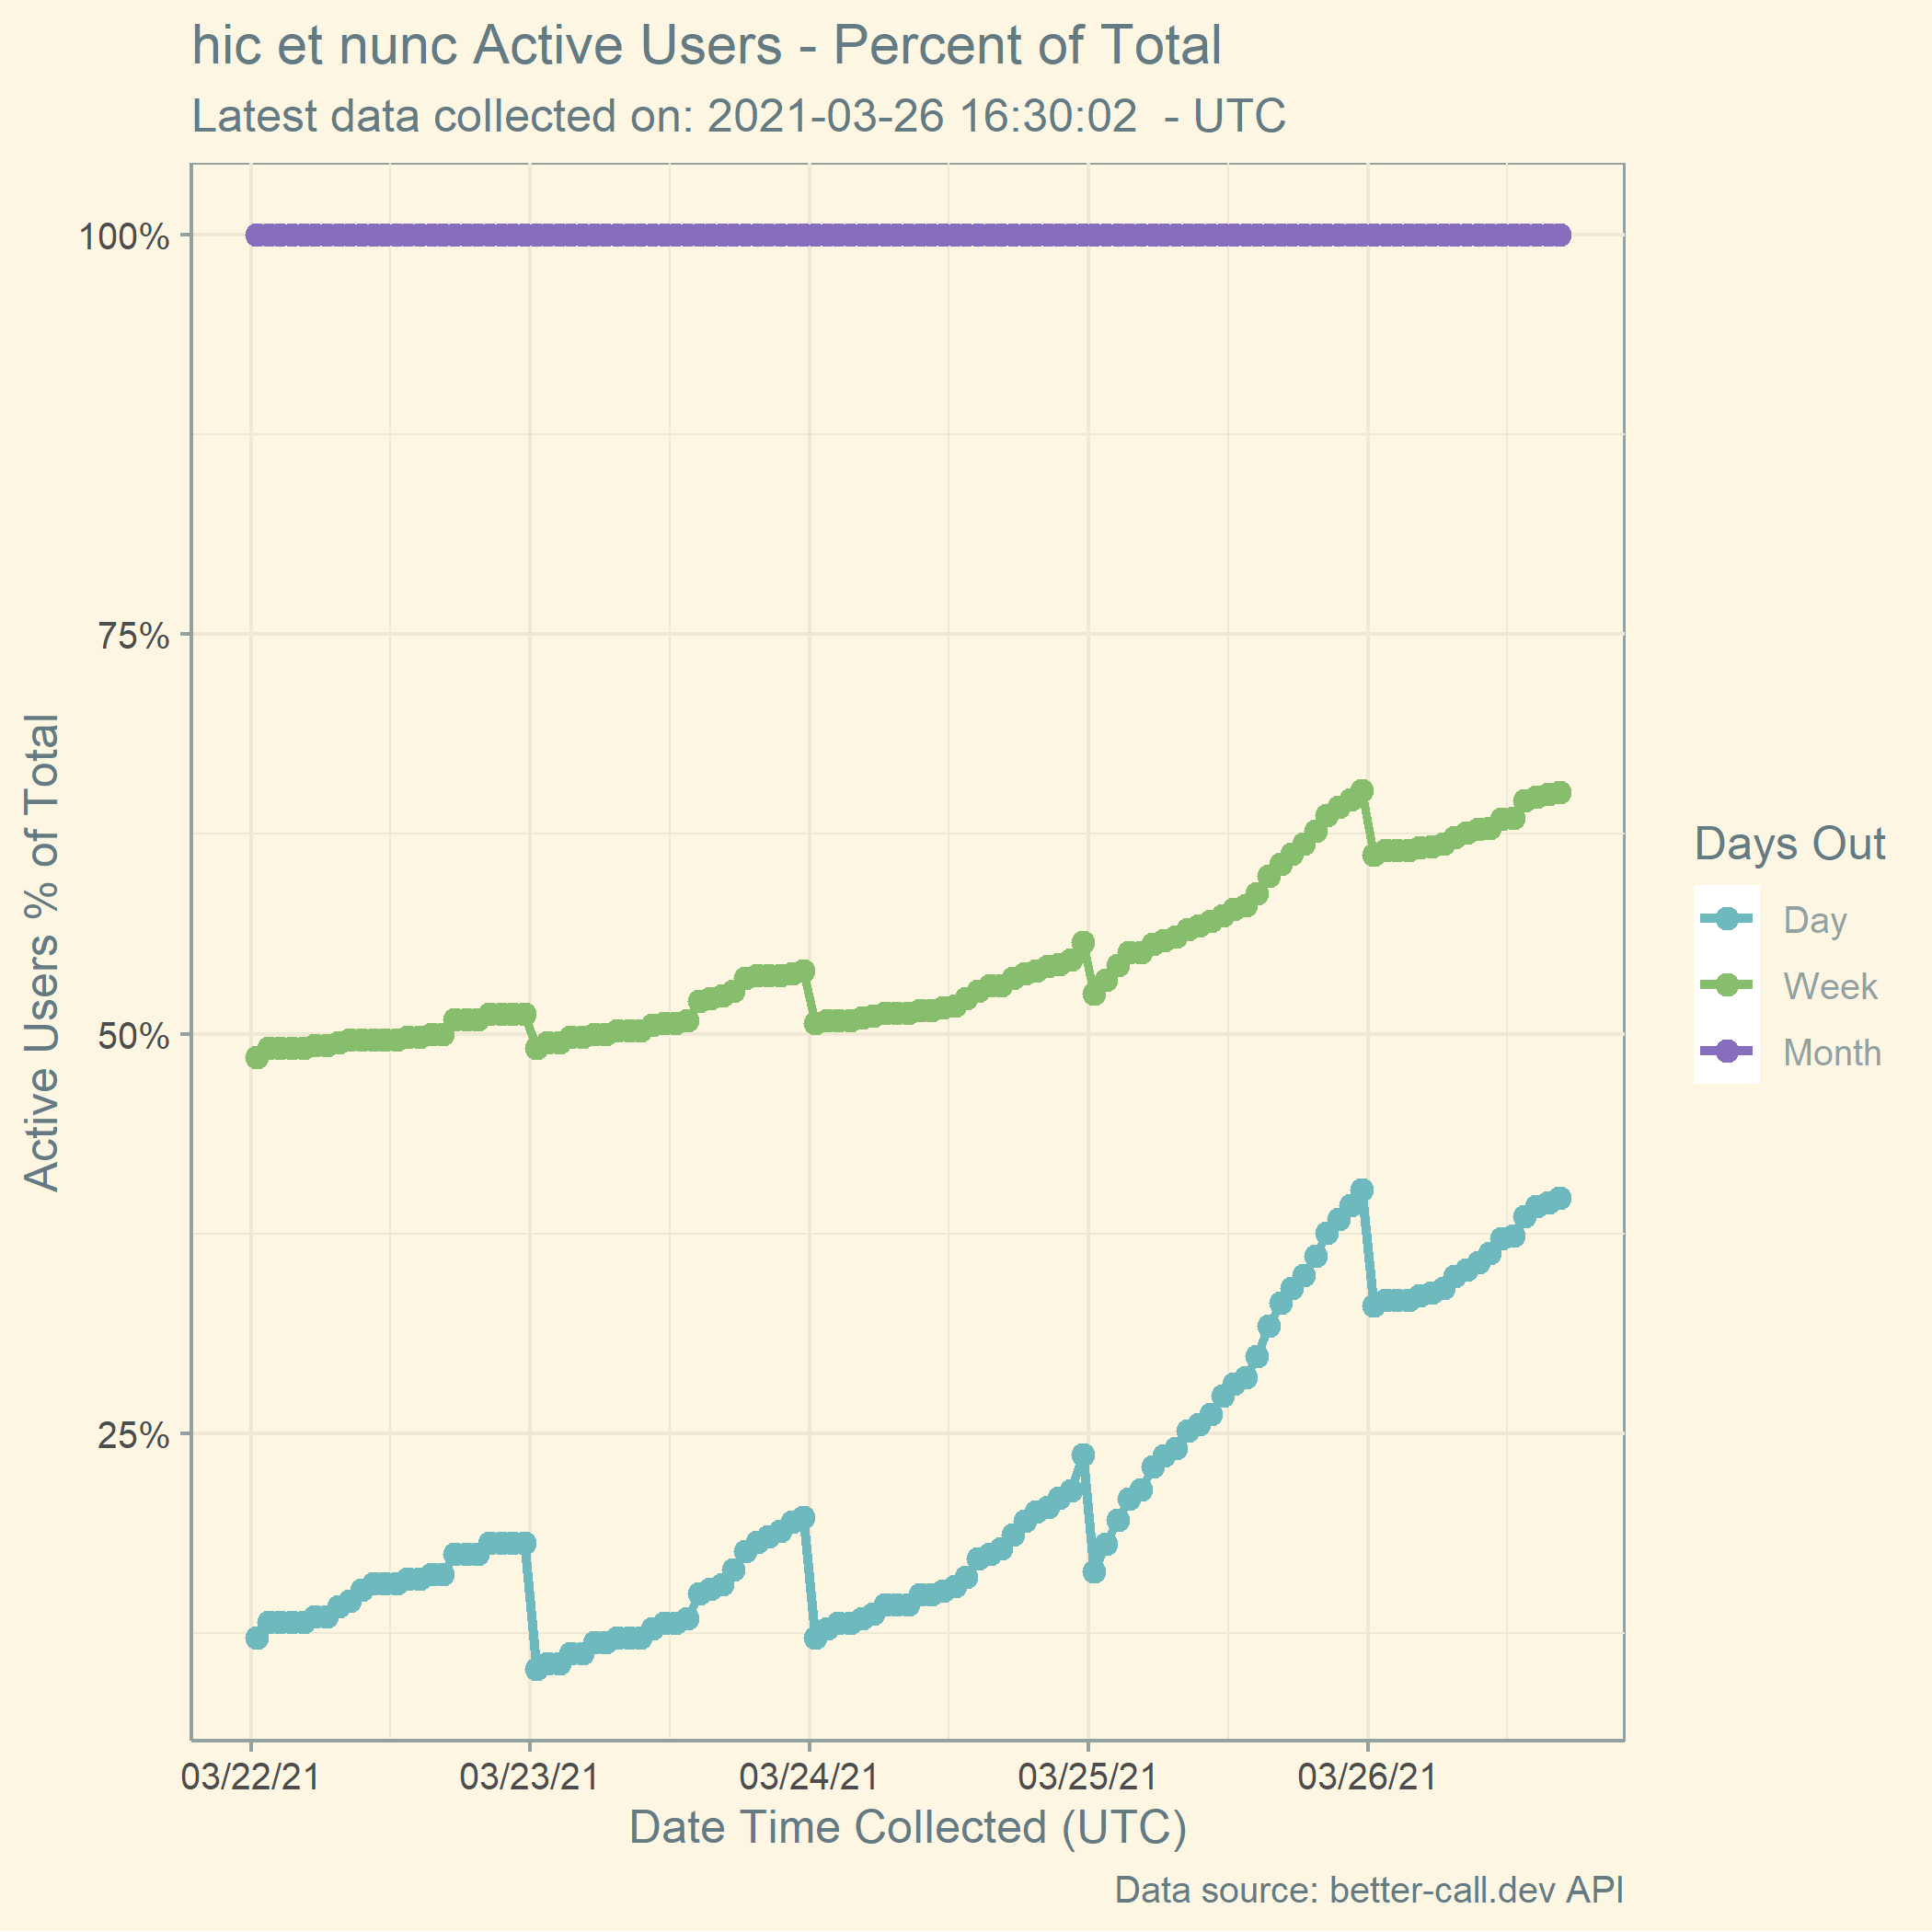 hic et nunc Active Users - Percent of Total
Latest data collected on: 2021-03-26 16:30:02  - UTC
Active Users % of Total
100%
75%
50%
25%
03/22/21 03/23/21 03/24/21 03/25/21 03/26/21
Date Time Collected (UTC)
Days Out
Day
Week
Month
Data source: better-call.dev API